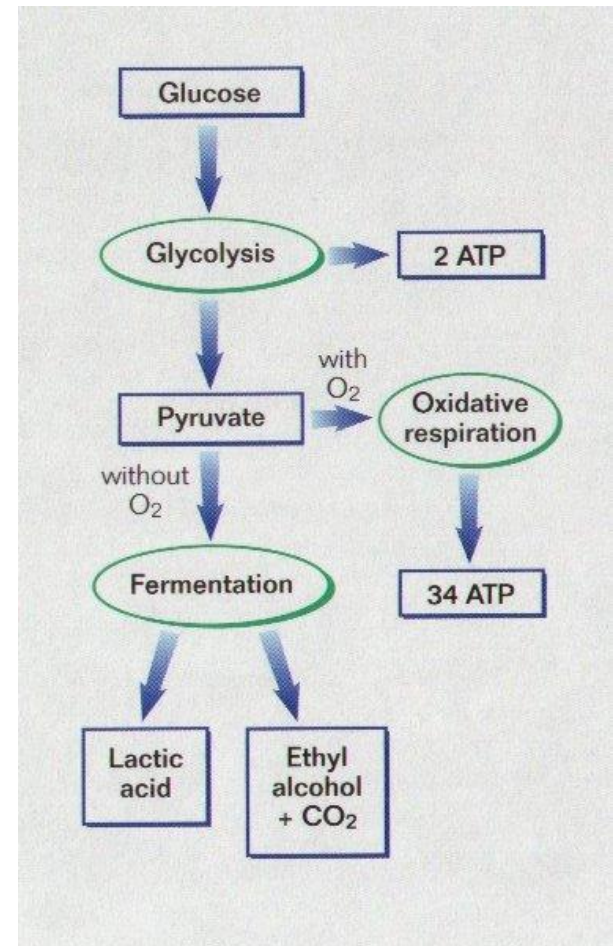 Glucose
Glycolysis
2 ATP
with
O₂
Pyruvate
Oxidative
respiration
without
O₂
Fermentation
34 ATP
Lactic
acid
Ethyl
alcohol
+ CO₂